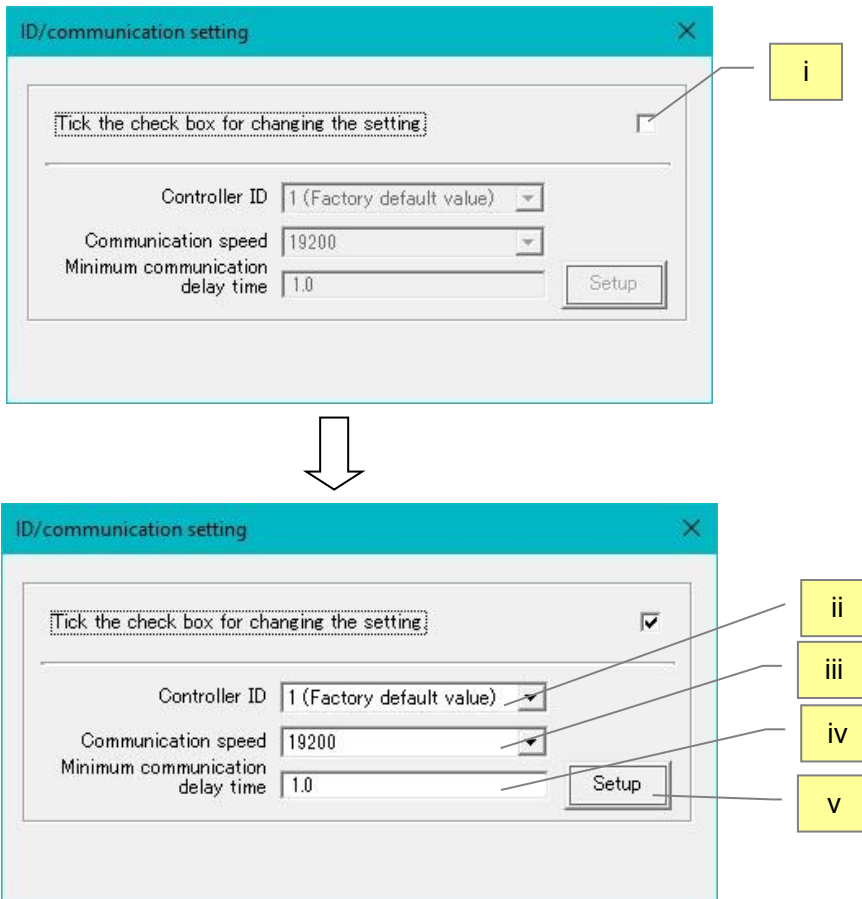 ID/communication setting
i
Tick the check box for changing the setting.
Controller ID 1 (Factory default value)
Communication speed 19200
Minimum communication
delay time 1.0
Setup
ID/communication setting
Tick the check box for changing the setting.
ii
Controller ID 1 (Factory default value)
iii
Communication speed 19200
iv
Minimum communication
delay time 1.0
Setup
v